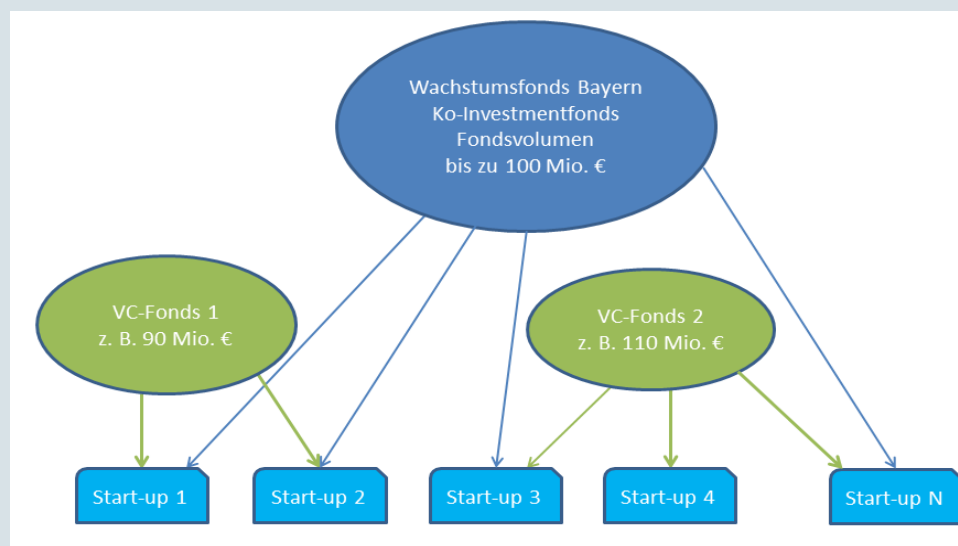 Wachstumsfonds Bayern
Ko-Investmentfonds
Fondsvolumen
bis zu 100 Mio. €
VC-Fonds 1
z. B. 90 Mio. €
VC-Fonds 2
z. B. 110 Mio. €
Start-up 1
Start-up 2
Start-up 3
Start-up 4
Start-up N